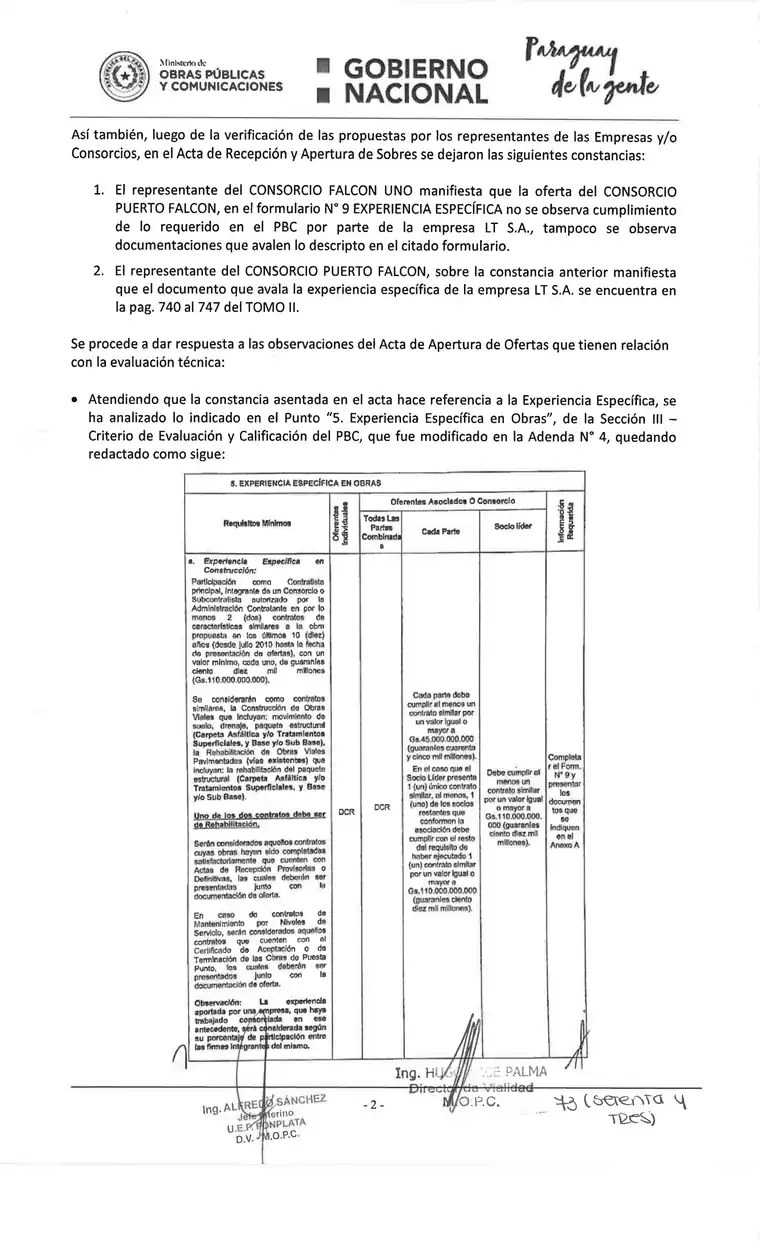 Ministerio de
OBRAS PÚBLICAS
Y COMUNICACIONES
GOBIERNO
NACIONAL
Paraguay
de la gente
Así también, luego de la verificación de las propuestas por los representantes de las Empresas y/o
Consorcios, en el Acta de Recepción y Apertura de Sobres se dejaron las siguientes constancias:
1. El representante del CONSORCIO FALCON UNO manifiesta que la oferta del CONSORCIO
PUERTO FALCON, en el formulario N° 9 EXPERIENCIA ESPECÍFICA no se observa cumplimiento
de lo requerido en el PBC por parte de la empresa LT S.A., tampoco se observa
documentaciones que avalen lo descripto en el citado formulario.
2. El representante del CONSORCIO PUERTO FALCON, sobre la constancia anterior manifiesta
que el documento que avala la experiencia específica de la empresa LT S.A. se encuentra en
la pag. 740 al 747 del TOMO II.
Se procede a dar respuesta a las observaciones del Acta de Apertura de Ofertas que tienen relación
con la evaluación técnica:
• Atendiendo que la constancia asentada en el acta hace referencia a la Experiencia Específica, se
ha analizado lo indicado en el Punto “5. Experiencia Específica en Obras”, de la Sección III –
Criterio de Evaluación y Calificación del PBC, que fue modificado en la Adenda N° 4, quedando
redactado como sigue:
5. EXPERIENCIA ESPECÍFICA EN OBRAS
Requisitos Mínimos
Oferentes
Individuales
Oferentes Asociados O Consorcio
Todas Las
Partes
Combinada
s
Cada Parte
Socio líder
Información
Requerida
a. Experiencia Específica en
Construcción:
Participación como Contratista
principal, Integrante de un Consorcio o
Subcontratista autorizado por la
Administración Contratante en por lo
menos 2 (dos) contratos de
características similares a la obra
propuesta en los últimos 10 (diez)
años (desde julio 2010 hasta la fecha
de presentación de ofertas), con un
valor mínimo, cada uno, de guaraníes
ciento diez mil millones
(Gs.110.000.000.000).
Se considerarán como contratos
similares, la Construcción de Obras
Viales que Incluyan: movimiento de
suelo, drenaje, paquete estructural
(Carpeta Asfáltica y/o Tratamientos
Superficiales, y Base y/o Sub Base),
la Rehabilitación de Obras Viales
Pavimentadas (vías existentes) que
incluyan: la rehabilitación del paquete
estructural (Carpeta Asfáltica y/o
Tratamientos Superficiales, y Base
y/o Sub Base).
Uno de los dos contratos debe ser
de Rehabilitación.
Serán considerados aquellos contratos
cuyas obras hayan sido completadas
satisfactoriamente que cuenten con
Actas de Recepción Provisorias o
Definitivas, las cuales deberán ser
presentadas junto con la
documentación de oferta.
En caso de contratos de
Mantenimiento por Niveles de
Servicio, serán considerados aquellos
contratos que cuenten con el
Certificado de Aceptación o de
Terminación de las Obras de Puesta
Punto, los cuales deberán ser
presentados junto con la
documentación de oferta.
Observación: La experiencia
aportada por una empresa, que haya
trabajado consorciada en ese
antecedente, será considerada según
su porcentaje de participación entre
las firmas integrantes del mismo.
DCR
DCR
Cada parte debe
cumplir al menos un
contrato similar por
un valor igual o
mayor a
Gs.45.000.000.000
(guaraníes cuarenta
y cinco mil millones).
En el caso que el
Socio Líder presente
1 (un) único contrato
similar, al menos, 1
(uno) de los socios
restantes que
conformen la
asociación debe
cumplir con el resto
del requisito de
haber ejecutado 1
(un) contrato similar
por un valor igual o
mayor a
Gs.110.000.000.000
(guaraníes ciento
diez mil millones).
Debe cumplir al
menos un
contrato similar
por un valor igual
o mayor a
Gs.110.000.000.
000 (guaraníes
ciento diez mil
millones).
Completa
r el Form.
N° 9 y
presentar
los
documen
tos que
se
Indiquen
en el
Anexo A
Ing. PALMA
Director de Vialidad
M.O.P.C.
Ing. ALFREDO SÁNCHEZ
Jefe Interino
U.E.P. BONPLATA
D.V. - M.O.P.C.
- 2 -
73 (setenta y
TRES)